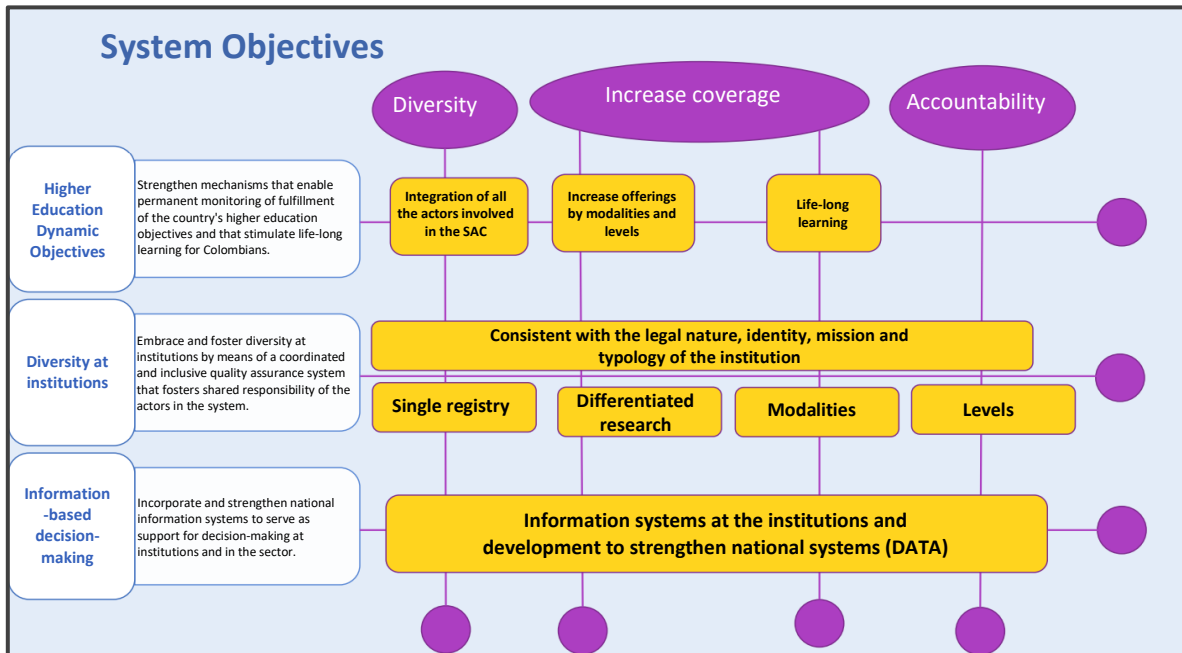 System Objectives
Diversity
Increase coverage
Accountability
Higher
Education
Dynamic
Objectives
Strengthen mechanisms that enable
permanent monitoring of fulfillment
of the country's higher education
objectives and that stimulate life-long
learning for Colombians.
Integration of all
the actors involved
in the SAC
Increase offerings
by modalities and
levels
Life-long
learning
Diversity at
institutions
Embrace and foster diversity at
institutions by means of a coordinated
and inclusive quality assurance system
that fosters shared responsibility of the
actors in the system.
Consistent with the legal nature, identity, mission and
typology of the institution
Single registry
Differentiated
research
Modalities
Levels
Information
-based
decision-
making
Incorporate and strengthen national
information systems to serve as
support for decision-making at
institutions and in the sector.
Information systems at the institutions and
development to strengthen national systems (DATA)